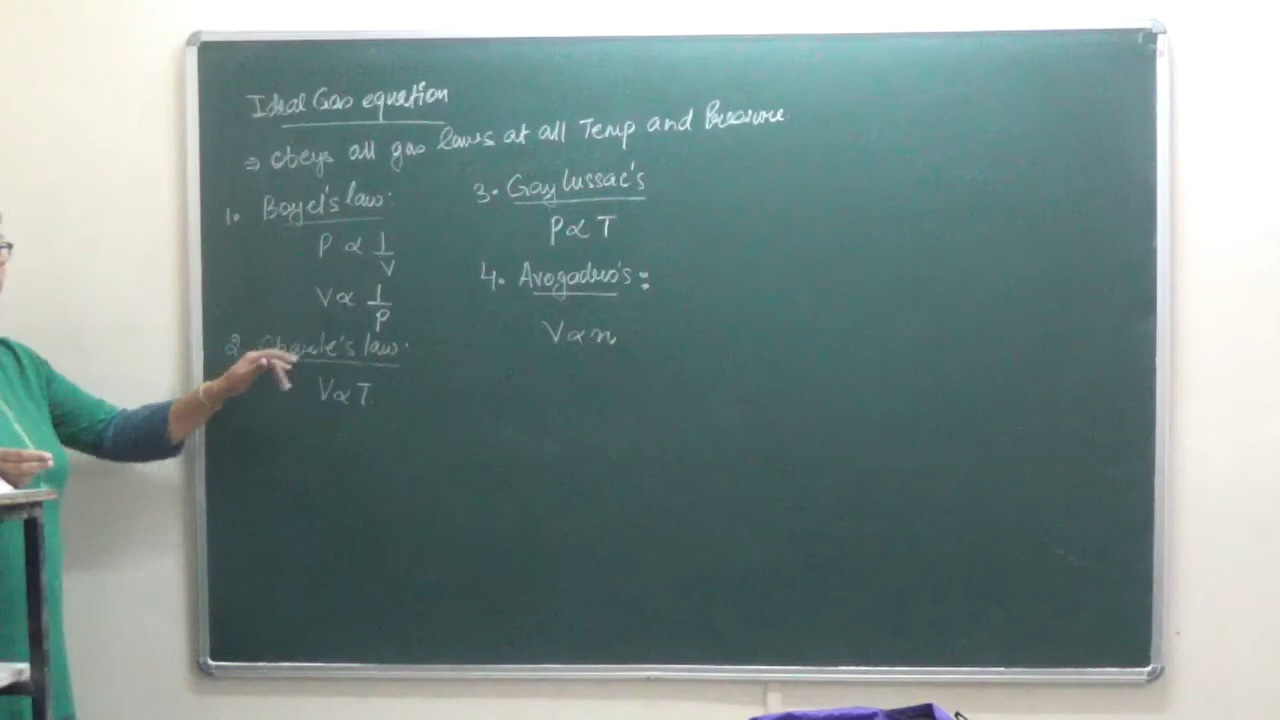 Ideal Gas equation
⇒ Obeys all gas laws at all Temp and Pressure.
1. Boyel's law.
P ∝ 1/V
V ∝ 1/P
2. Charle's law.
V ∝ T.
3. Gay lussac's
P ∝ T
4. Avogadro's :
V ∝ n